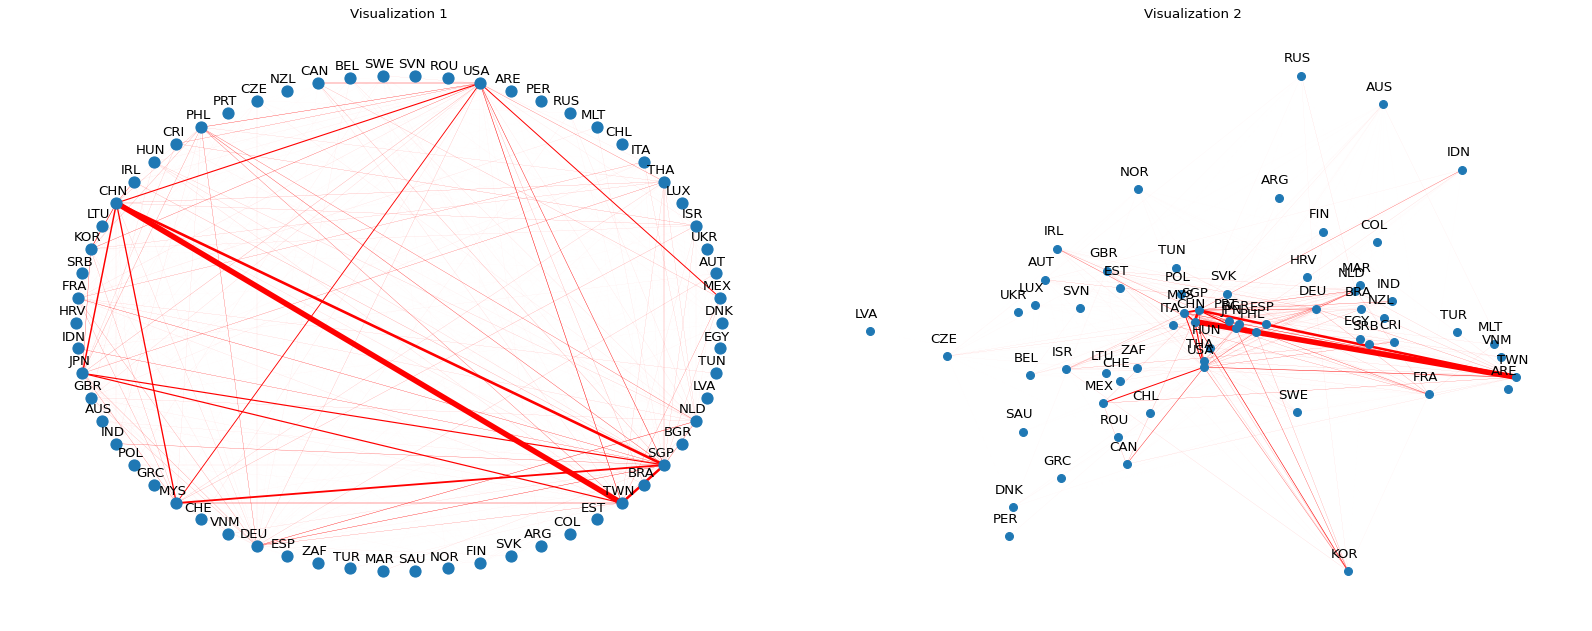 Visualization 1
SWE
SVN
BEL
ROU
CAN
USA
NZL
ARE
CZE
PER
PRT
RUS
PHL
MLT
CRI
CHL
HUN
ITA
IRL
THA
CHN
LUX
LTU
ISR
KOR
UKR
SRB
AUT
FRA
MEX
HRV
DNK
IDN
EGY
JPN
TUN
GBR
LVA
AUS
NLD
IND
BGR
POL
SGP
GRC
BRA
MYS
TWN
CHE
EST
VNM
COL
DEU
ARG
ESP
SVK
ZAF
FIN
TUR
NOR
MAR
SAU
Visualization 2
RUS
AUS
IDN
NOR
ARG
FIN
COL
IRL
TUN
GBR
HRV
AUT
EST
MAR
NLD
POL
SVK
IND
LUX
UKR
SVN
SGP
DEU
BRA
NZL
MYS
CHN
ITA
ESP
PHL
LVA
EGY
SRB
CRI
TUR
MLT
HUN
VNM
CZE
THA
USA
ZAF
ISR
LTU
BEL
CHE
TWN
ARE
FRA
MEX
CHL
SWE
SAU
ROU
CAN
GRC
DNK
PER
KOR